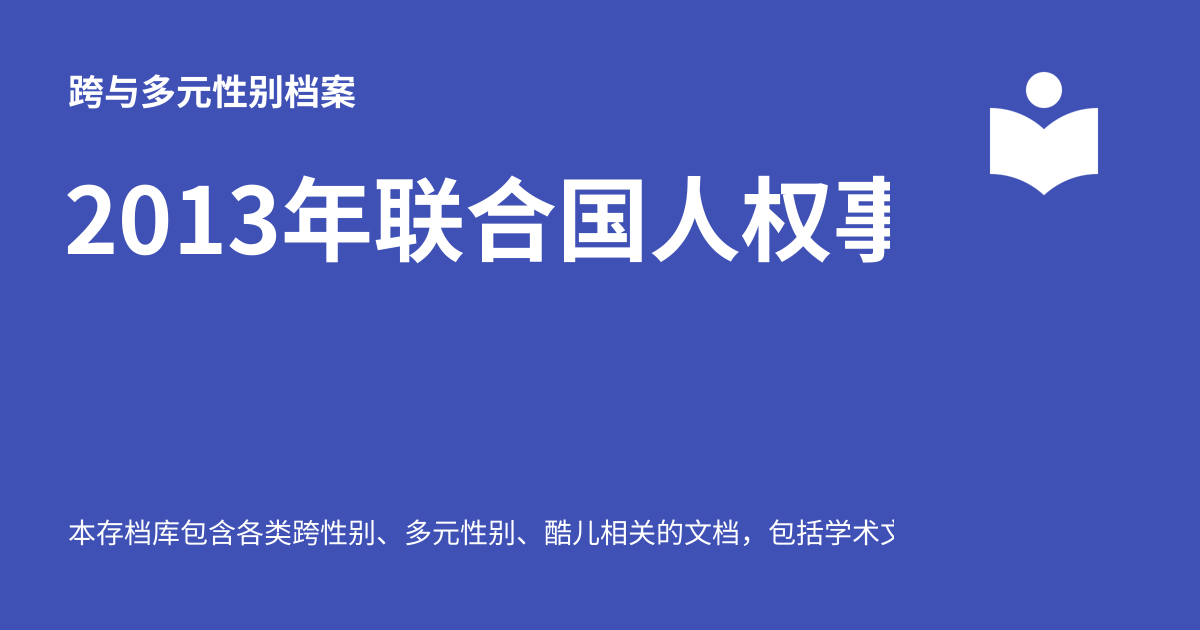 跨与多元性别档案
2013年联合国人权事
本存档库包含各类跨性别、多元性别、酷儿相关的文档，包括学术文